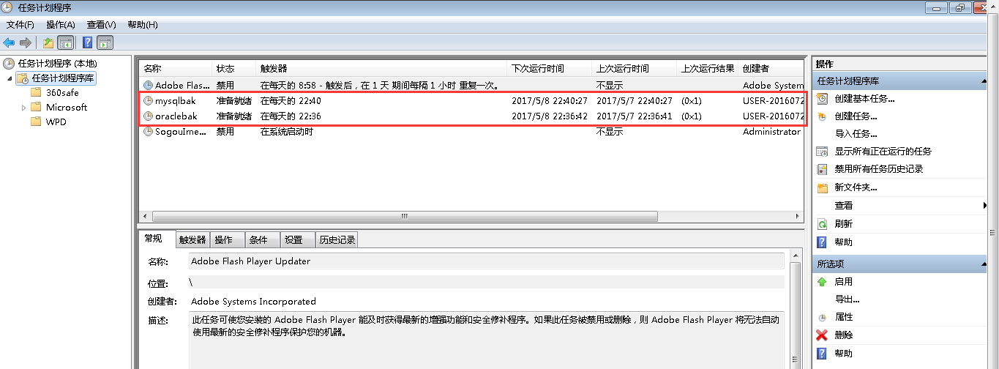 任务计划程序
文件(F) 操作(A) 查看(V) 帮助(H)
任务计划程序 (本地)
任务计划程序库
360safe
Microsoft
WPD
名称 状态 触发器 下次运行时间 上次运行时间 上次运行结果 创建者
Adobe Flas... 禁用 在每天的 8:58 - 触发后，在 1 天 期间每隔 1 小时 重复一次。 不显示 Adobe System
mysqlbak 准备就绪 在每天的 22:40 2017/5/8 22:40:27 2017/5/7 22:40:27 (0x1) USER-2016072
oraclebak 准备就绪 在每天的 22:36 2017/5/8 22:36:42 2017/5/7 22:36:41 (0x1) USER-2016072
SogouIme... 禁用 在系统启动时 不显示 Administrator
常规 触发器 操作 条件 设置 历史记录
名称: Adobe Flash Player Updater
位置: \
创建者: Adobe Systems Incorporated
描述: 此任务可使您安装的 Adobe Flash Player 能及时获得最新的增强功能和安全修补程序。如果此任务被禁用或删除，则 Adobe Flash Player 将无法自动
使用最新的安全修补程序保护您的机器。
操作
任务计划程序库
创建基本任务...
创建任务...
导入任务...
显示所有正在运行的任务
禁用所有任务历史记录
新文件夹...
查看
刷新
帮助
所选项
启用
导出...
属性
删除
帮助